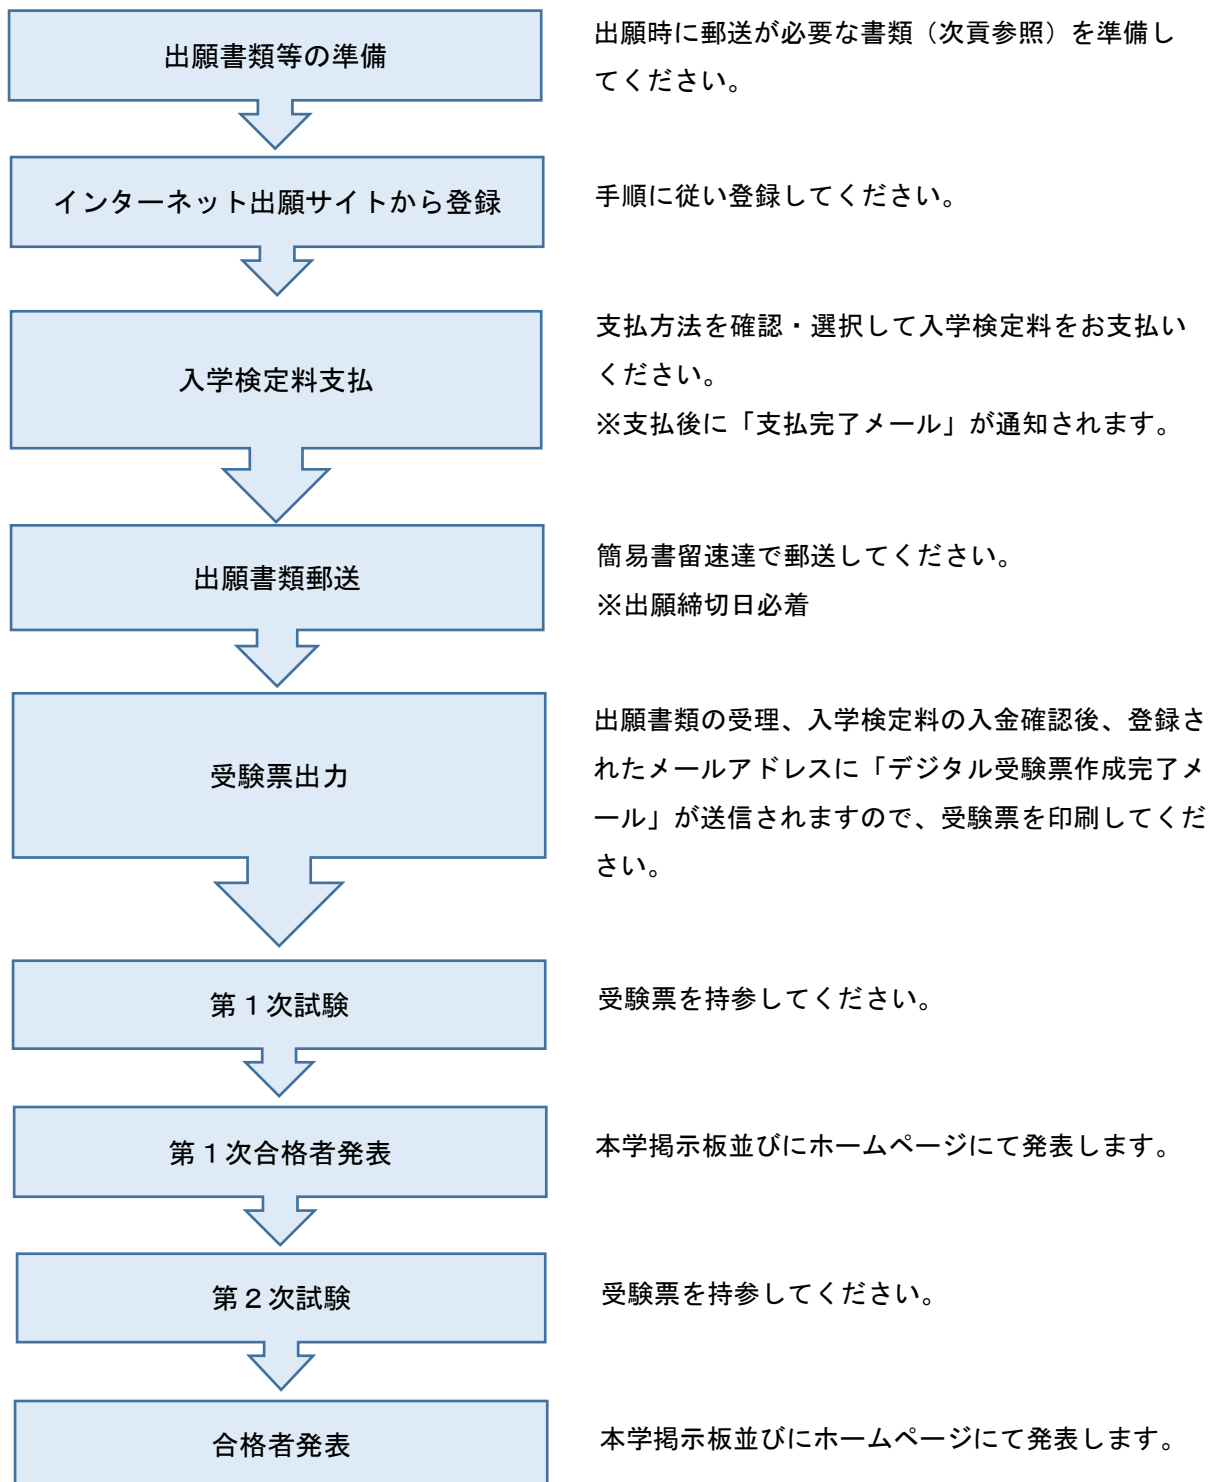 出願書類等の準備
出願時に郵送が必要な書類（次貢参照）を準備し
てください。
インターネット出願サイトから登録
手順に従い登録してください。
入学検定料支払
支払方法を確認・選択して入学検定料をお支払い
ください。
※支払後に「支払完了メール」が通知されます。
出願書類郵送
簡易書留速達で郵送してください。
※出願締切日必着
受験票出力
出願書類の受理、入学検定料の入金確認後、登録さ
れたメールアドレスに「デジタル受験票作成完了メ
ール」が送信されますので、受験票を印刷してくだ
さい。
第１次試験
受験票を持参してください。
第１次合格者発表
本学掲示板並びにホームページにて発表します。
第２次試験
受験票を持参してください。
合格者発表
本学掲示板並びにホームページにて発表します。